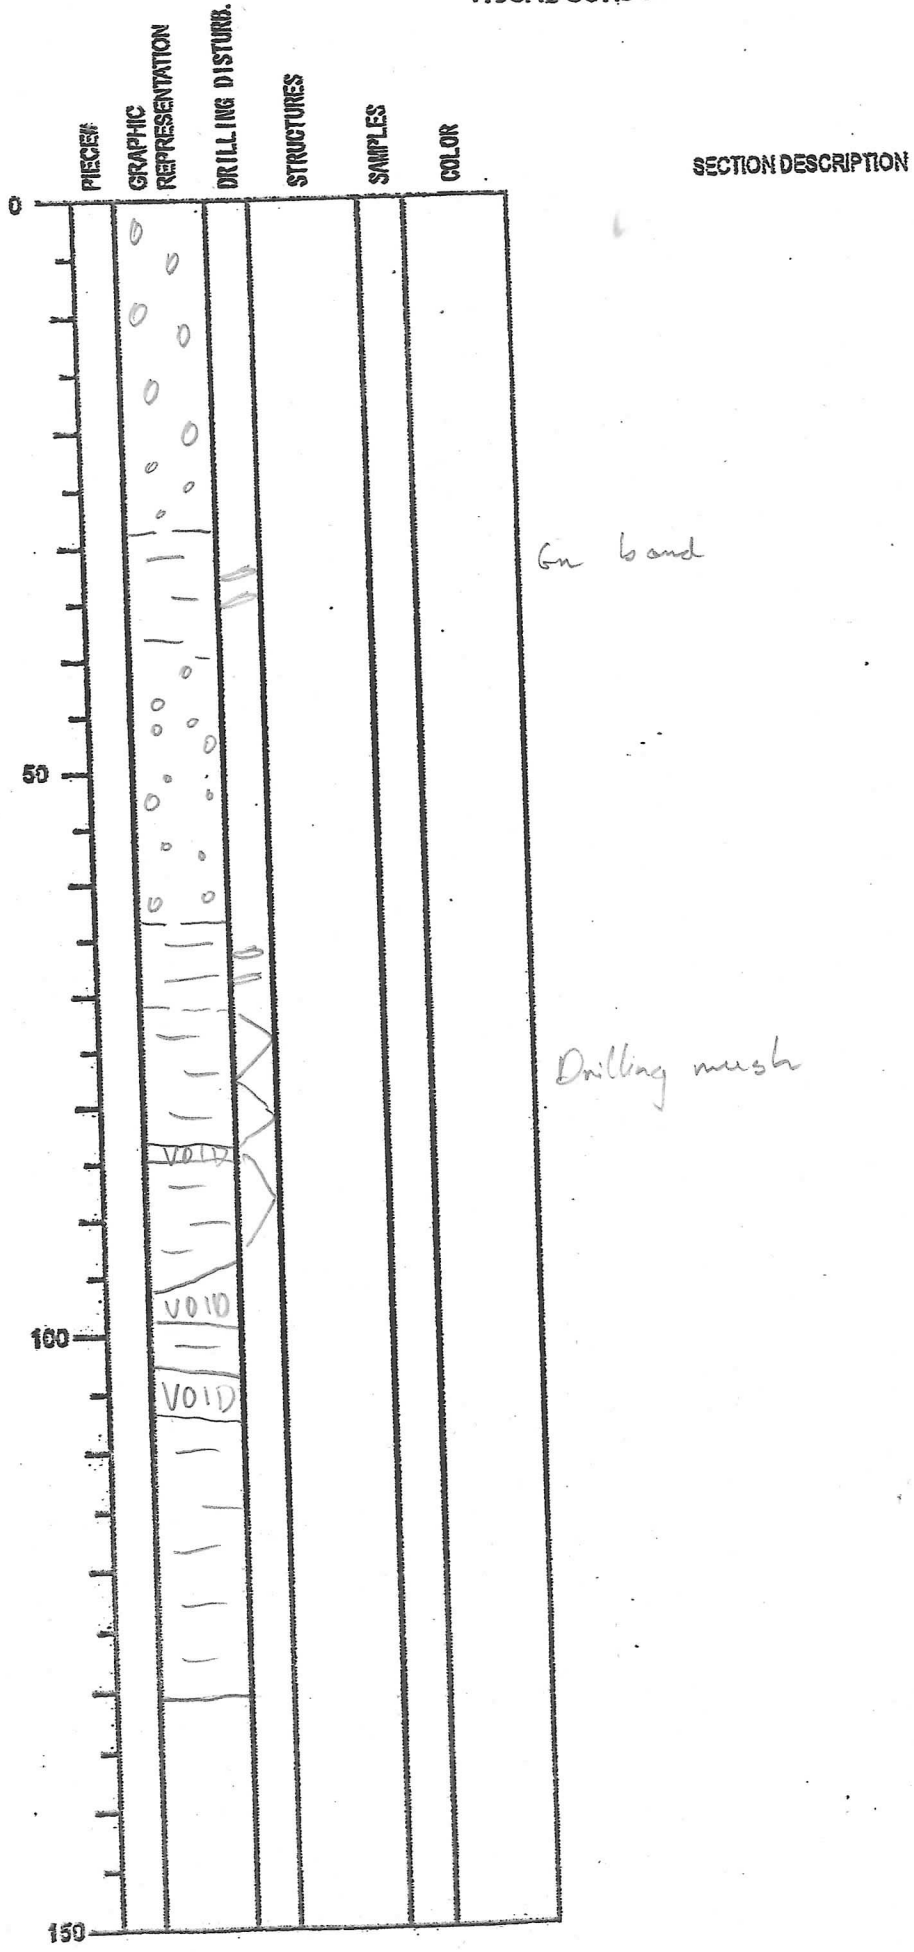 PIECE#
GRAPHIC
REPRESENTATION
DRILLING DISTURB.
STRUCTURES
SAMPLES
COLOR
SECTION DESCRIPTION
0
band
50
Drilling mush
VOID
VOID
100
VOID
150